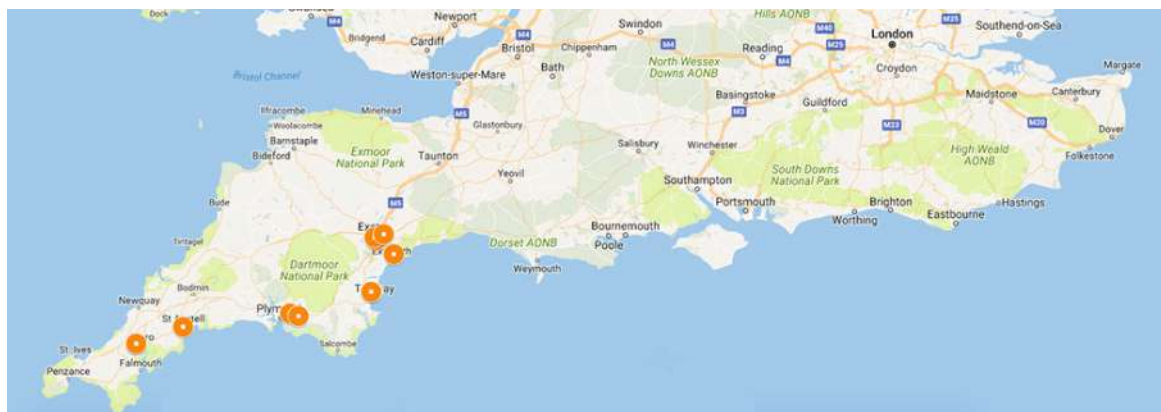 Dock
Newport
M4
M4
Bridgend
Cardiff
Bristol
Chippenham
Swindon
M4
Hills AONB
M40
M25
M25
London
Southend-on-Sea
Reading
M4
Croydon
Bristol Channel
Weston-super-Mare
Bath
North Wessex
Downs AONB
Margate
Basingstoke
Maidstone
Canterbury
Ilfracombe
Minehead
M5
M3
Guildford
M23
M20
Woolacombe
Glastonbury
Dover
Barnstaple
Exmoor
National Park
Taunton
Salisbury
Winchester
High Weald
AONB
Folkestone
Bideford
Yeovil
South Downs
National Park
Southampton
Bude
M5
Portsmouth
Worthing
Brighton
Eastbourne
Hastings
Bournemouth
Poole
Tintagel
Dorset AONB
Weymouth
Dartmoor
National Park
Bodmin
Newquay
Salcombe
St. Ives
Falmouth
Penzance